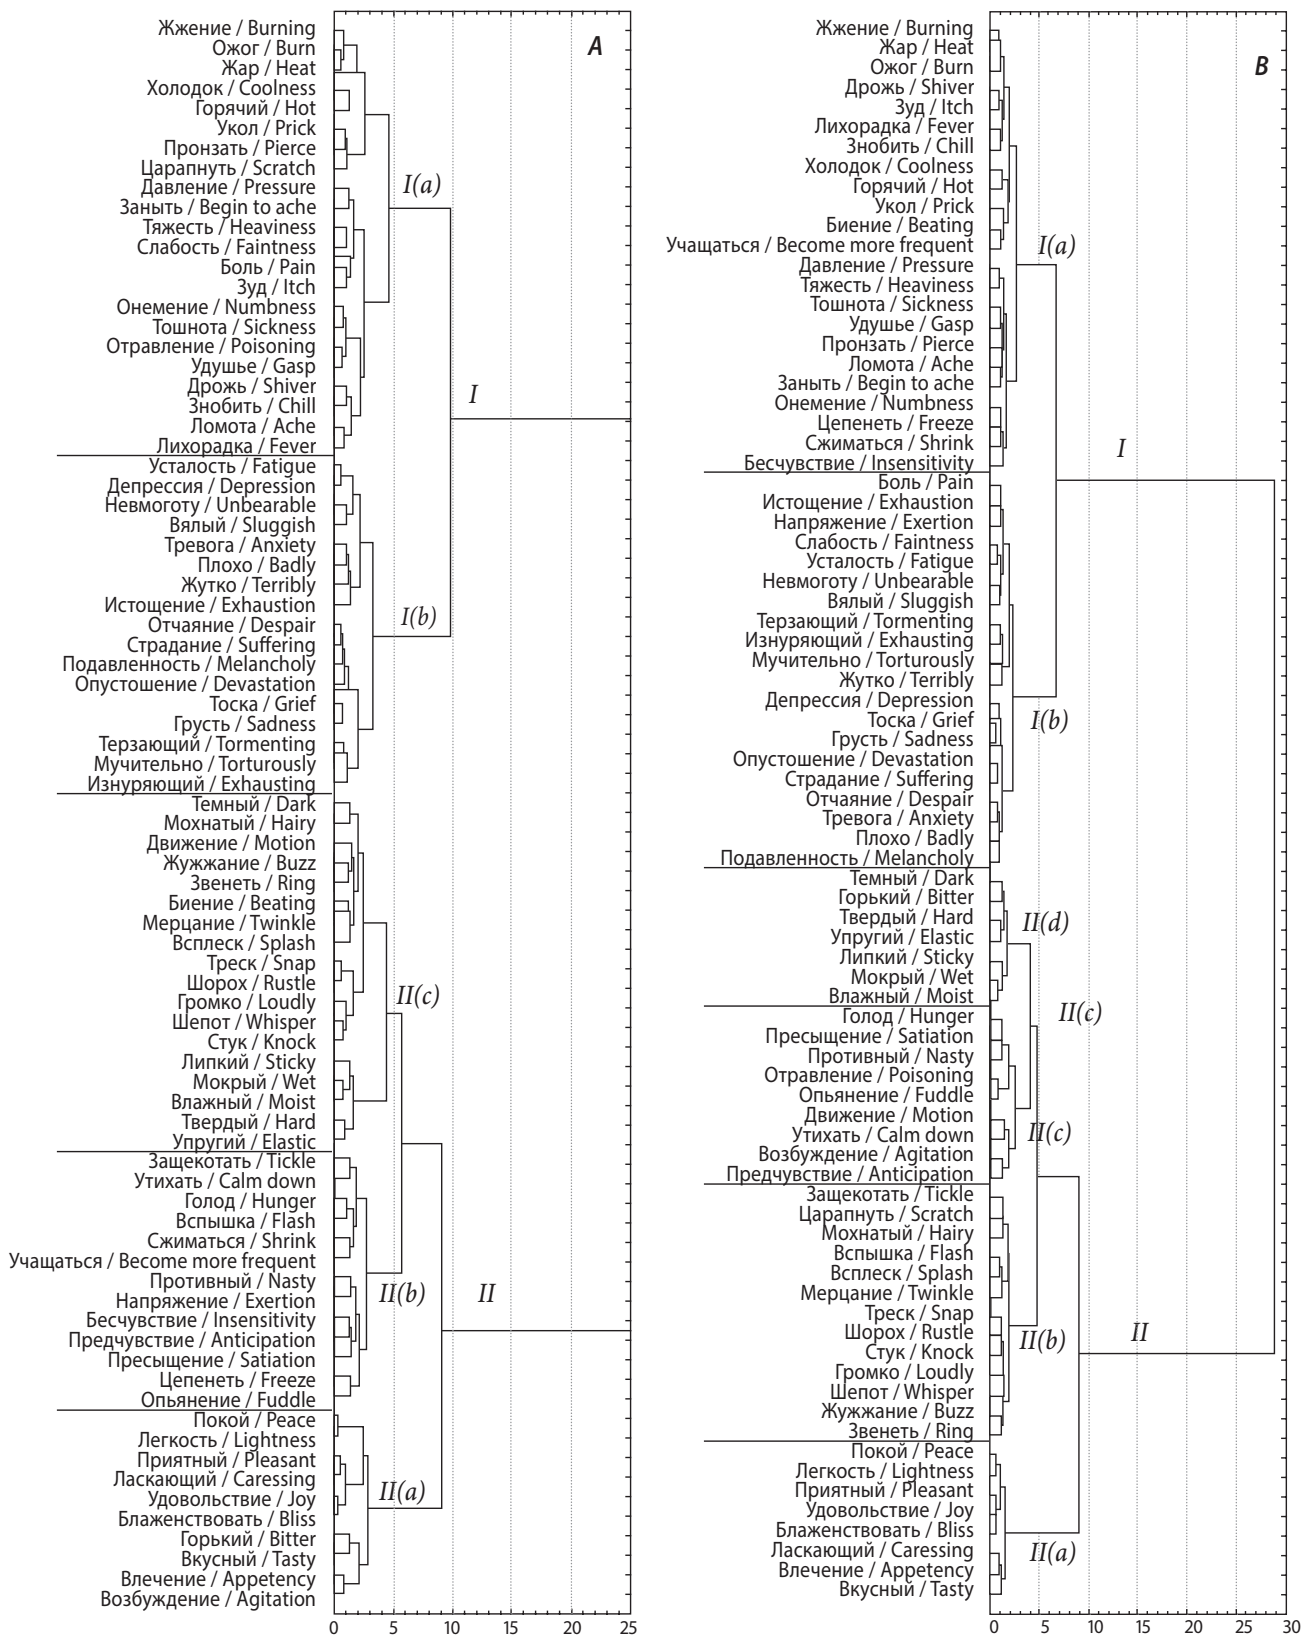 A
Жжение / Burning
Ожог / Burn
Жар / Heat
Холодок / Coolness
Горячий / Hot
Укол / Prick
Пронзать / Pierce
Царапнуть / Scratch
Давление / Pressure
Заныть / Begin to ache
Тяжесть / Heaviness
Слабость / Faintness
Боль / Pain
Зуд / Itch
Онемение / Numbness
Тошнота / Sickness
Отравление / Poisoning
Удушье / Gasp
Дрожь / Shiver
Знобить / Chill
Ломота / Ache
Лихорадка / Fever
Усталость / Fatigue
Депрессия / Depression
Невмоготу / Unbearable
Вялый / Sluggish
Тревога / Anxiety
Плохо / Badly
Жутко / Terribly
Истощение / Exhaustion
Отчаяние / Despair
Страдание / Suffering
Подавленность / Melancholy
Опустошение / Devastation
Тоска / Grief
Грусть / Sadness
Терзающий / Tormenting
Мучительно / Torturously
Изнуряющий / Exhausting
Темный / Dark
Мохнатый / Hairy
Движение / Motion
Жужжание / Buzz
Звенеть / Ring
Биение / Beating
Мерцание / Twinkle
Всплеск / Splash
Треск / Snap
Шорох / Rustle
Громко / Loudly
Шепот / Whisper
Стук / Knock
Липкий / Sticky
Мокрый / Wet
Влажный / Moist
Твердый / Hard
Упругий / Elastic
Защекотать / Tickle
Утихать / Calm down
Голод / Hunger
Вспышка / Flash
Сжиматься / Shrink
Учащаться / Become more frequent
Противный / Nasty
Напряжение / Exertion
Бесчувствие / Insensitivity
Предчувствие / Anticipation
Пресыщение / Satiation
Цепенеть / Freeze
Опьянение / Fuddle
Покой / Peace
Легкость / Lightness
Приятный / Pleasant
Ласкающий / Caressing
Удовольствие / Joy
Блаженствовать / Bliss
Горький / Bitter
Вкусный / Tasty
Влечение / Appetency
Возбуждение / Agitation
I(a)
I
I(b)
II(c)
II(b)
II
II(a)
0 5 10 15 20 25
B
Жжение / Burning
Жар / Heat
Ожог / Burn
Дрожь / Shiver
Зуд / Itch
Лихорадка / Fever
Знобить / Chill
Холодок / Coolness
Горячий / Hot
Укол / Prick
Биение / Beating
Учащаться / Become more frequent
Давление / Pressure
Тяжесть / Heaviness
Тошнота / Sickness
Удушье / Gasp
Пронзать / Pierce
Ломота / Ache
Заныть / Begin to ache
Онемение / Numbness
Цепенеть / Freeze
Сжиматься / Shrink
Бесчувствие / Insensitivity
Боль / Pain
Истощение / Exhaustion
Напряжение / Exertion
Слабость / Faintness
Усталость / Fatigue
Невмоготу / Unbearable
Вялый / Sluggish
Терзающий / Tormenting
Изнуряющий / Exhausting
Мучительно / Torturously
Жутко / Terribly
Депрессия / Depression
Тоска / Grief
Грусть / Sadness
Опустошение / Devastation
Страдание / Suffering
Отчаяние / Despair
Тревога / Anxiety
Плохо / Badly
Подавленность / Melancholy
Темный / Dark
Горький / Bitter
Твердый / Hard
Упругий / Elastic
Липкий / Sticky
Мокрый / Wet
Влажный / Moist
Голод / Hunger
Пресыщение / Satiation
Противный / Nasty
Отравление / Poisoning
Опьянение / Fuddle
Движение / Motion
Утихать / Calm down
Возбуждение / Agitation
Предчувствие / Anticipation
Защекотать / Tickle
Царапнуть / Scratch
Мохнатый / Hairy
Вспышка / Flash
Всплеск / Splash
Мерцание / Twinkle
Треск / Snap
Шорох / Rustle
Стук / Knock
Громко / Loudly
Шепот / Whisper
Жужжание / Buzz
Звенеть / Ring
Покой / Peace
Легкость / Lightness
Приятный / Pleasant
Удовольствие / Joy
Блаженствовать / Bliss
Ласкающий / Caressing
Влечение / Appetency
Вкусный / Tasty
I(a)
I
I(b)
II(d)
II(c)
II(c)
II(b)
II
II(a)
0 5 10 15 20 25 30